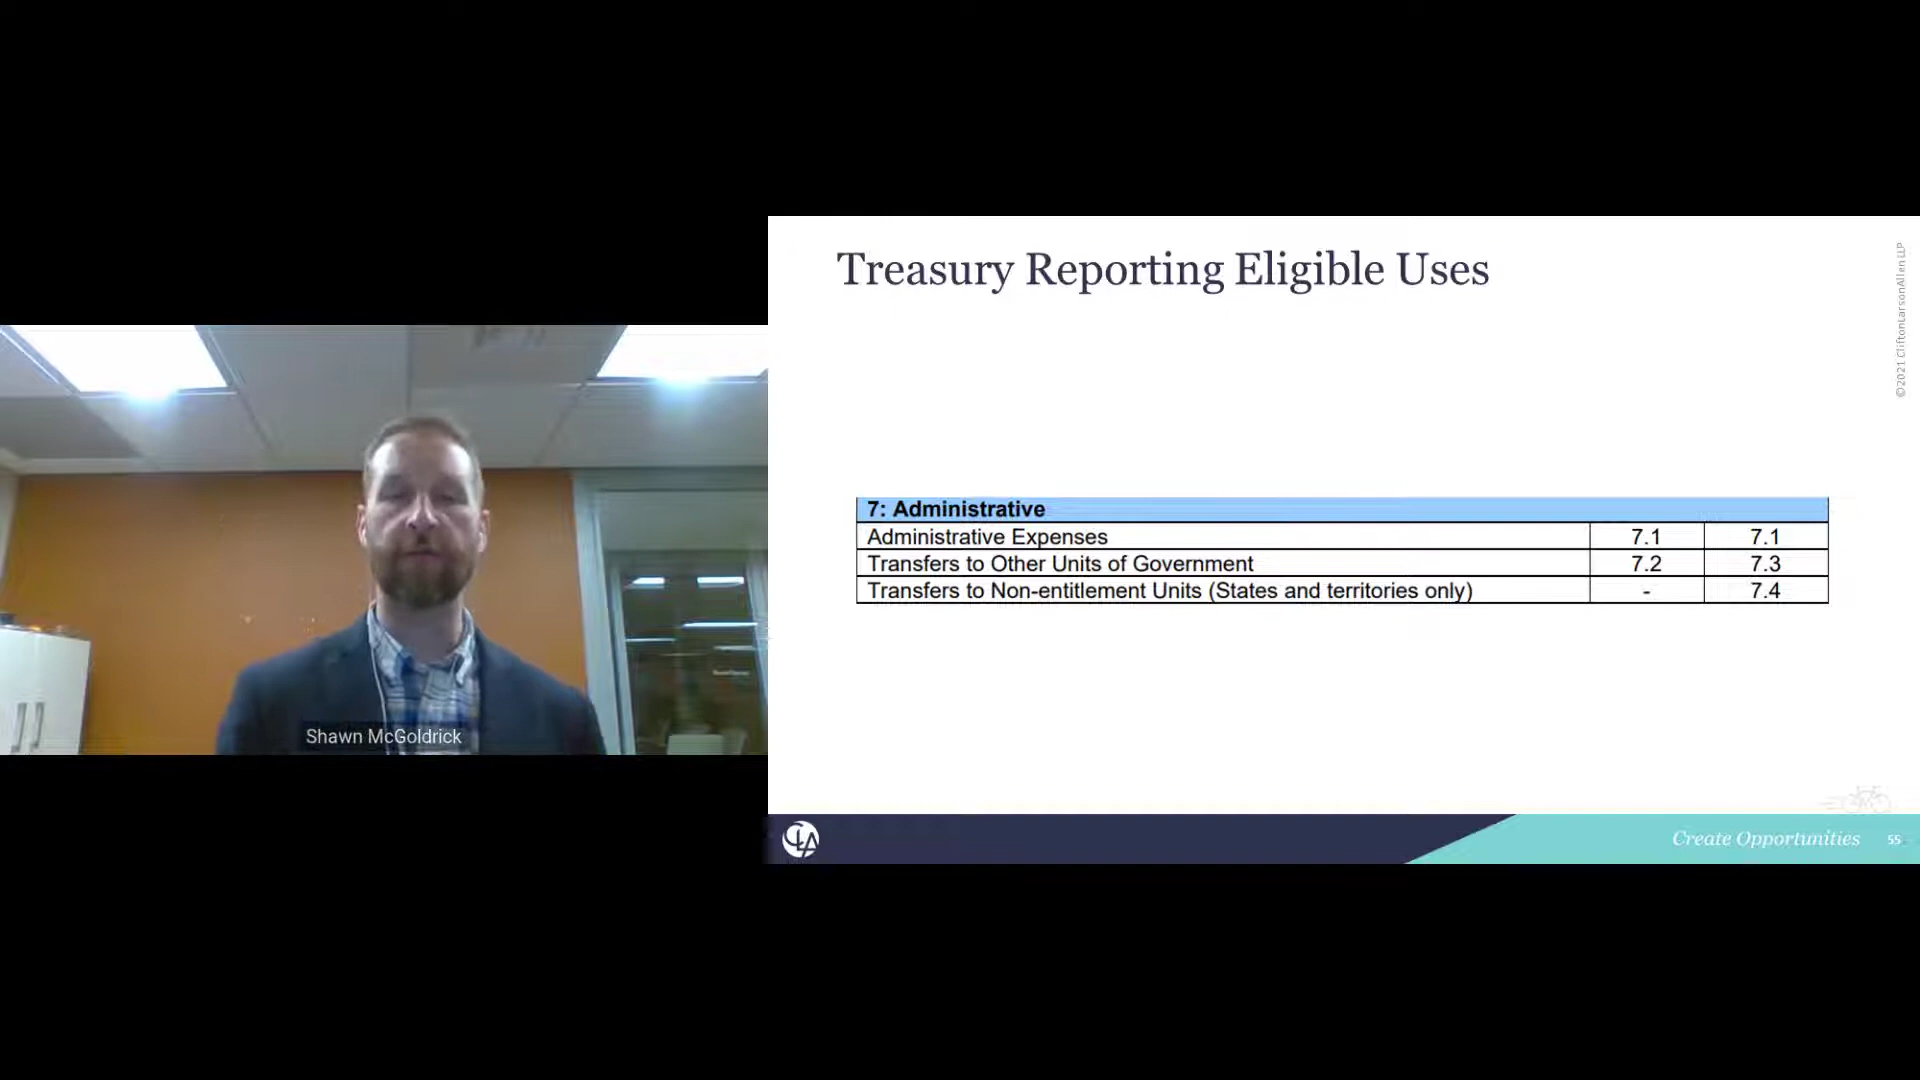 Treasury Reporting Eligible Uses
©2021 CliftonLarsonAllen LLP
7: Administrative
Administrative Expenses 7.1 7.1
Transfers to Other Units of Government 7.2 7.3
Transfers to Non-entitlement Units (States and territories only) - 7.4
Shawn McGoldrick
CLA
Create Opportunities 55